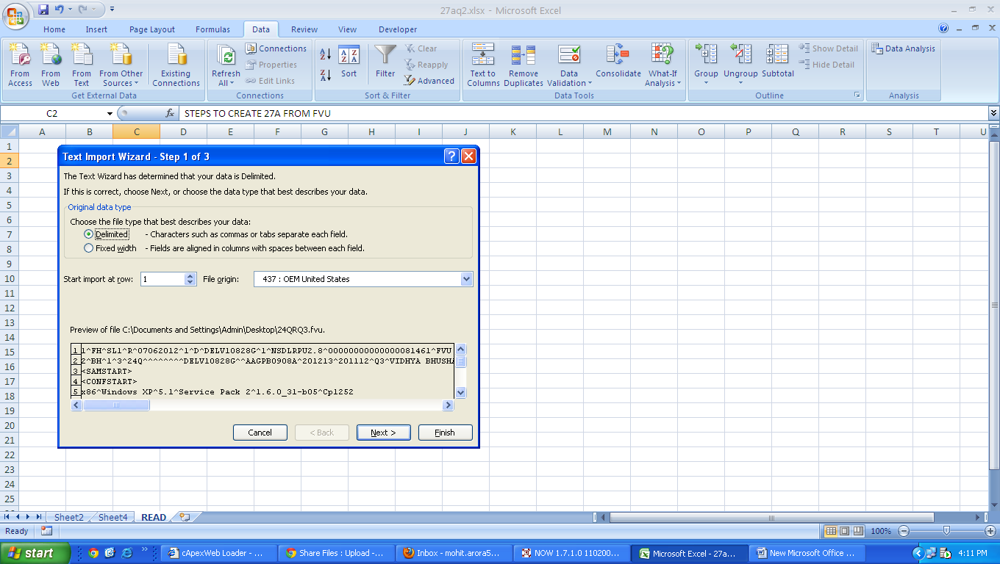 27aq2.xlsx - Microsoft Excel
Home Insert Page Layout Formulas Data Review View Developer
From Access From Web From Text From Other Sources Existing Connections
Get External Data
Refresh All Connections Properties Edit Links
Connections
Sort Filter Clear Reapply Advanced
Sort & Filter
Text to Columns Remove Duplicates Data Validation Consolidate What-If Analysis
Data Tools
Group Ungroup Subtotal Show Detail Hide Detail
Outline
Data Analysis
Analysis
C2 fx STEPS TO CREATE 27A FROM FVU
A B C D E F G H I J K L M N O P Q R S T U
1
2
3
4
5
6
7
8
9
10
11
12
13
14
15
16
17
18
19
20
21
22
23
24
25
Text Import Wizard - Step 1 of 3
The Text Wizard has determined that your data is Delimited.
If this is correct, choose Next, or choose the data type that best describes your data.
Original data type
Choose the file type that best describes your data:
Delimited - Characters such as commas or tabs separate each field.
Fixed width - Fields are aligned in columns with spaces between each field.
Start import at row: 1 File origin: 437 : OEM United States
Preview of file C:\Documents and Settings\Admin\Desktop\24QRQ3.fvu.
1 1^FH^SL1^R^07062012^1^D^DELV10828G^1^NSDLRPU2.8^00000000000000081461^FVU
2 2^BH^1^3^24Q^^^^^^^^DELV10828G^^AAGPB0908A^201213^201112^Q3^VIDHYA BHUSHA
3 <SAMSTART>
4 <CONFSTART>
5 x86^Windows XP^5.1^Service Pack 2^1.6.0_31-b05^Cp1252
Cancel < Back Next > Finish
Sheet2 Sheet4 READ
Ready 100%
start cApexWeb Loader - ... Share Files : Upload -... Inbox - mohit.arora5... NOW 1.7.1.0 110200... Microsoft Excel - 27a... New Microsoft Office ... 4:11 PM